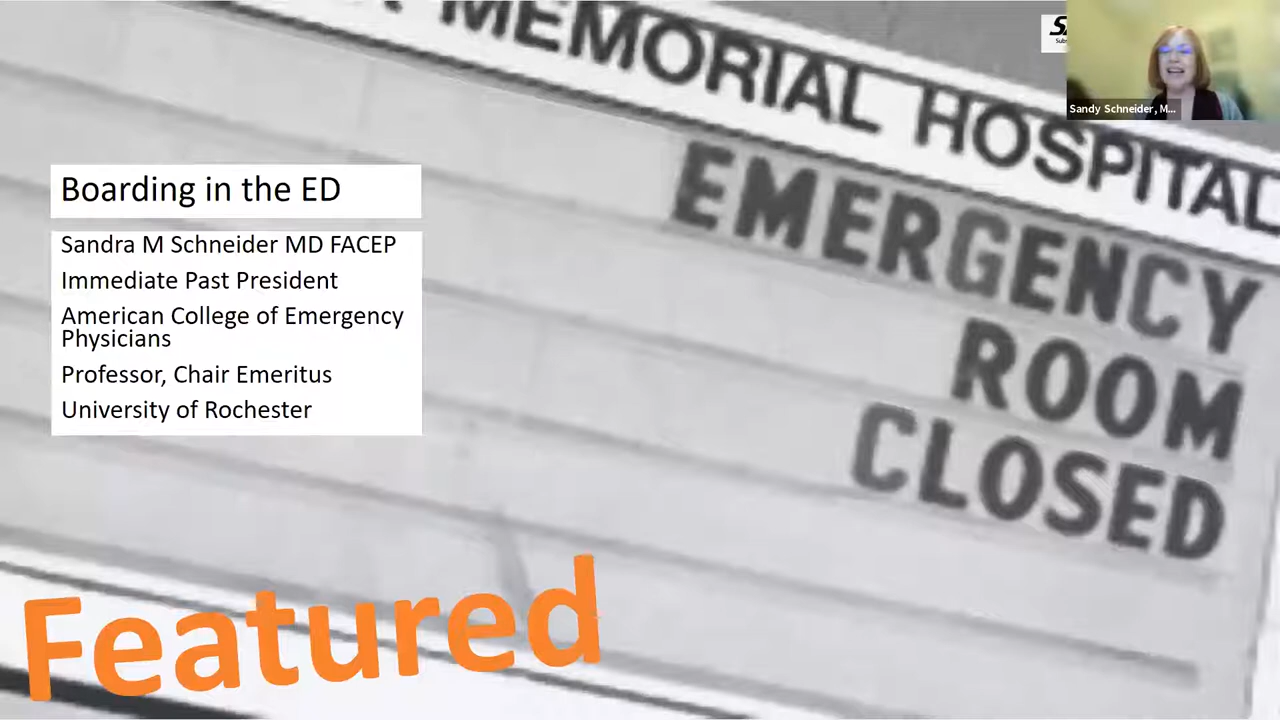 MEMORIAL HOSPITAL
EMERGENCY
ROOM
CLOSED
Sandy Schneider, M...
Boarding in the ED
Sandra M Schneider MD FACEP
Immediate Past President
American College of Emergency
Physicians
Professor, Chair Emeritus
University of Rochester
Featured